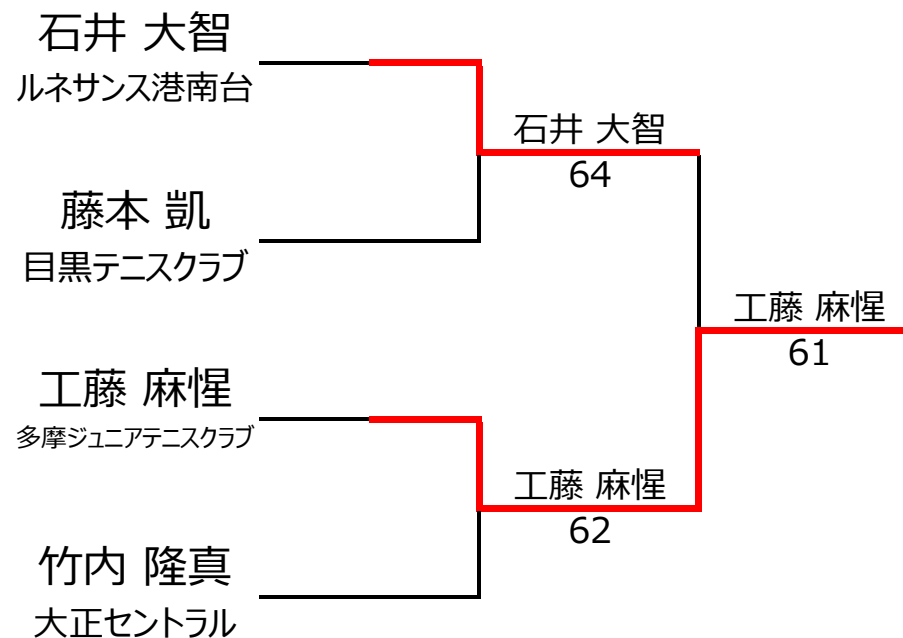 石井 大智
ルネサンス港南台
石井 大智
64
藤本 凱
目黒テニスクラブ
工藤 麻惺
61
工藤 麻惺
多摩ジュニアテニスクラブ
工藤 麻惺
62
竹内 隆真
大正セントラル